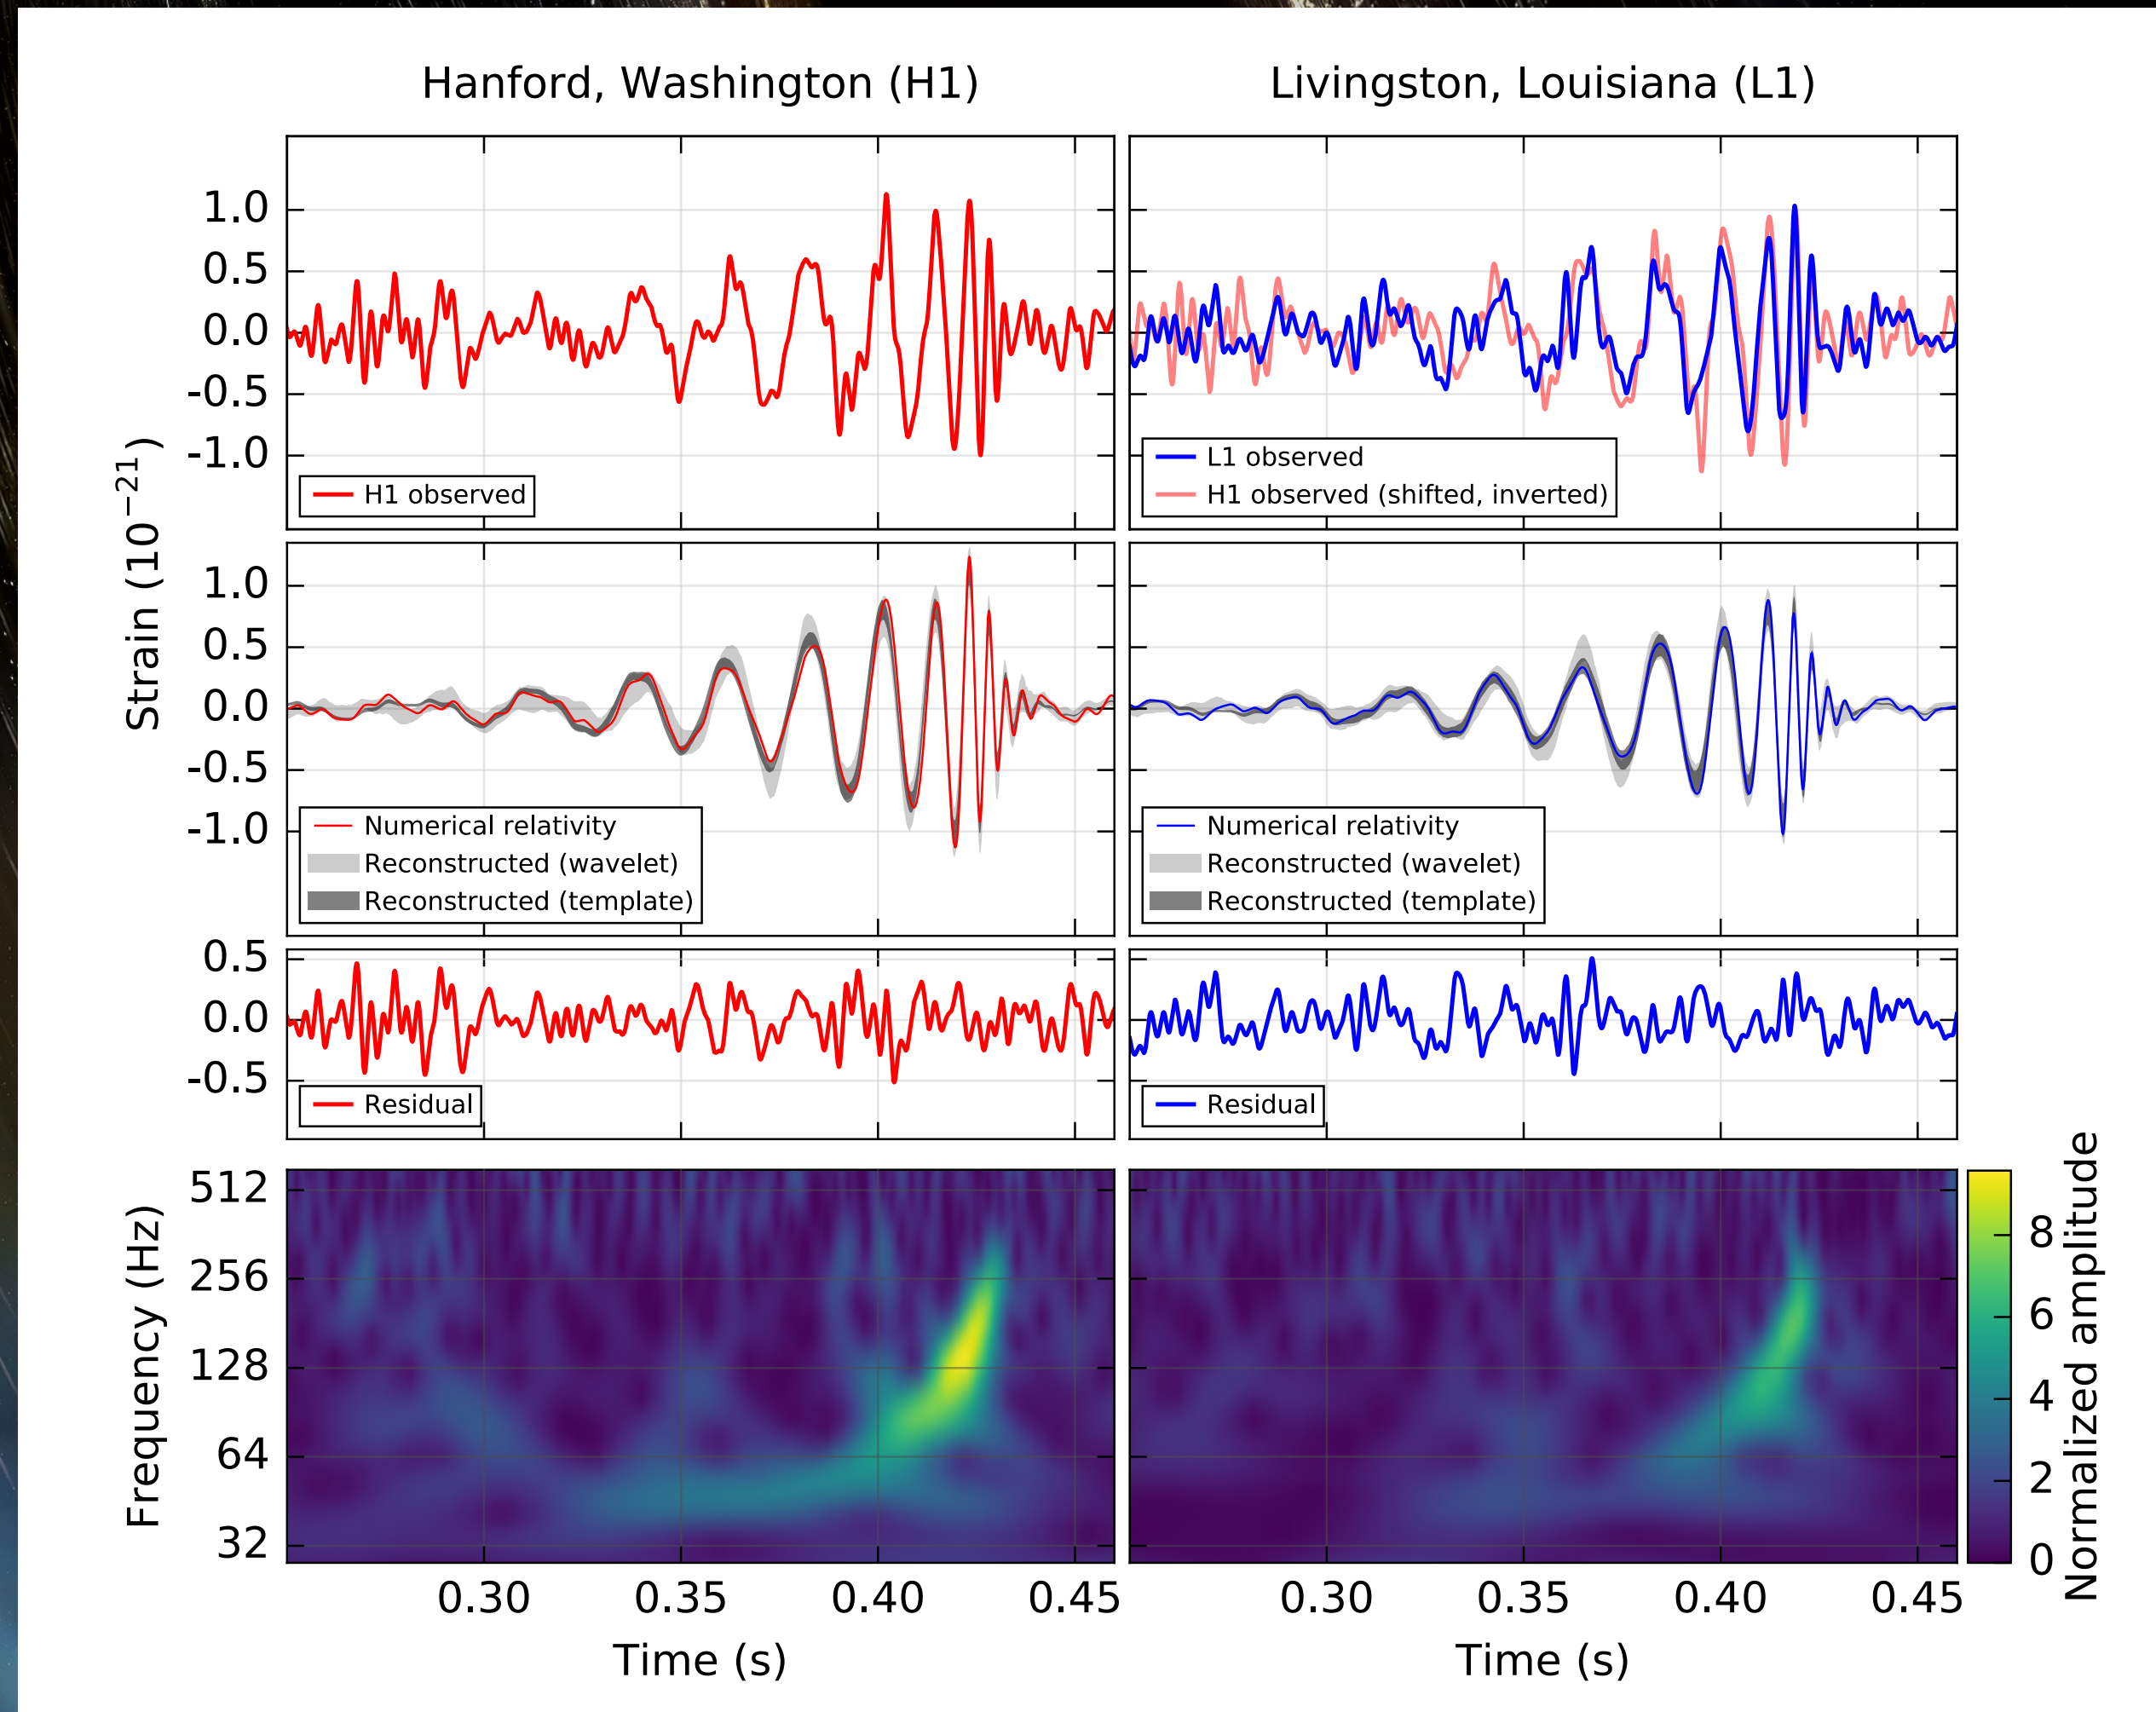 Hanford, Washington (H1)
Livingston, Louisiana (L1)
Strain (10⁻²¹)
1.0
0.5
0.0
-0.5
-1.0
H1 observed
L1 observed
H1 observed (shifted, inverted)
1.0
0.5
0.0
-0.5
-1.0
Numerical relativity
Reconstructed (wavelet)
Reconstructed (template)
Numerical relativity
Reconstructed (wavelet)
Reconstructed (template)
0.5
0.0
-0.5
Residual
Residual
Frequency (Hz)
512
256
128
64
32
Normalized amplitude
8
6
4
2
0
0.30 0.35 0.40 0.45
0.30 0.35 0.40 0.45
Time (s)
Time (s)